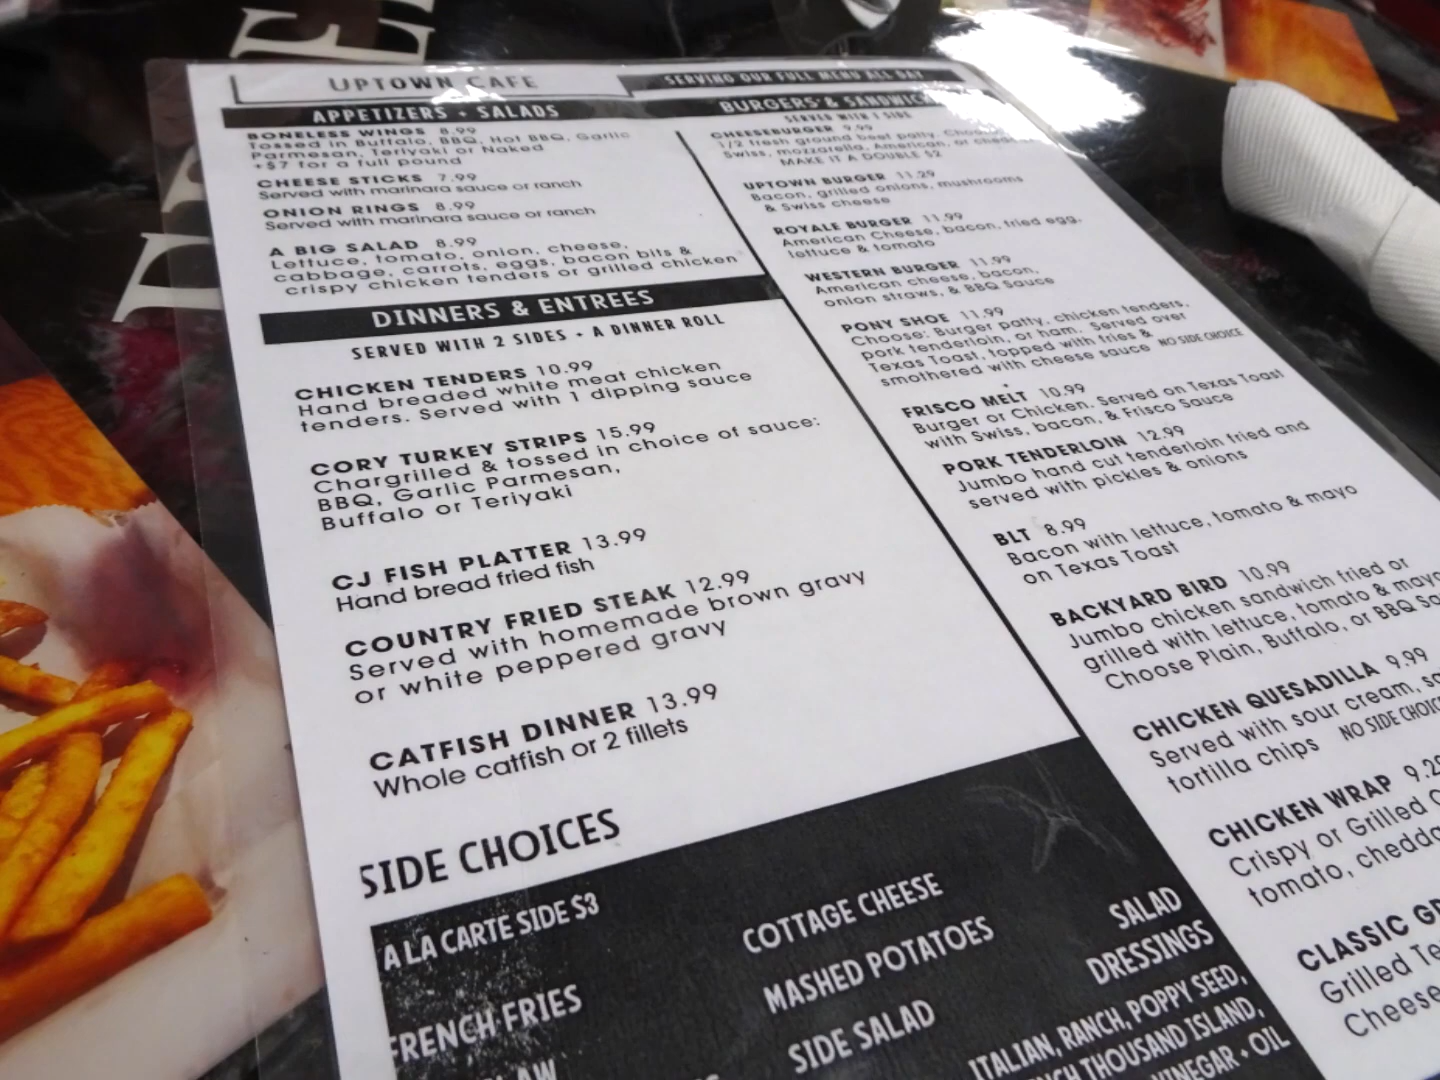 UPTOWN CAFE
SERVING OUR FULL MENU ALL DAY
APPETIZERS + SALADS
BONELESS WINGS 8.99
Tossed in Buffalo, BBQ, Hot BBQ, Garlic
Parmesan, Teriyaki or Naked
+$7 for a full pound
CHEESE STICKS 7.99
Served with marinara sauce or ranch
ONION RINGS 8.99
Served with marinara sauce or ranch
A BIG SALAD 8.99
Lettuce, tomato, onion, cheese,
cabbage, carrots, eggs, bacon bits &
crispy chicken tenders or grilled chicken
DINNERS & ENTREES
SERVED WITH 2 SIDES + A DINNER ROLL
CHICKEN TENDERS 10.99
Hand breaded white meat chicken
tenders. Served with 1 dipping sauce
CORY TURKEY STRIPS 15.99
Chargrilled & tossed in choice of sauce:
BBQ, Garlic Parmesan,
Buffalo or Teriyaki
CJ FISH PLATTER 13.99
Hand bread fried fish
COUNTRY FRIED STEAK 12.99
Served with homemade brown gravy
or white peppered gravy
CATFISH DINNER 13.99
Whole catfish or 2 fillets
SIDE CHOICES
A LA CARTE SIDE $3
FRENCH FRIES
COTTAGE CHEESE
MASHED POTATOES
SIDE SALAD
SALAD
DRESSINGS
ITALIAN, RANCH, POPPY SEED,
THOUSAND ISLAND,
VINEGAR + OIL
BURGERS & SANDWICH
SERVED WITH 1 SIDE
CHEESEBURGER 9.99
1/2 fresh ground beef patty.
Swiss, mozzarella, American, or
MAKE IT A DOUBLE $2
UPTOWN BURGER 11.29
Bacon, grilled onions, mushrooms
& Swiss cheese
ROYALE BURGER 11.99
American Cheese, bacon, fried egg,
lettuce & tomato
WESTERN BURGER 11.99
American cheese, bacon,
onion straws, & BBQ Sauce
PONY SHOE 11.99
Choose: Burger patty, chicken tenders,
pork tenderloin, or ham. Served over
Texas Toast, topped with fries &
smothered with cheese sauce NO SIDE CHOICE
FRISCO MELT 10.99
Burger or Chicken. Served on Texas Toast
with Swiss, bacon, & Frisco Sauce
PORK TENDERLOIN 12.99
Jumbo hand cut tenderloin fried and
served with pickles & onions
BLT 8.99
Bacon with lettuce, tomato & mayo
on Texas Toast
BACKYARD BIRD 10.99
Jumbo chicken sandwich fried or
grilled with lettuce, tomato & mayo
Choose Plain, Buffalo, or BBQ
CHICKEN QUESADILLA 9.99
Served with sour cream,
tortilla chips NO SIDE CHOICE
CHICKEN WRAP
Crispy or Grilled
tomato,
CLASSIC
Grilled
Cheese